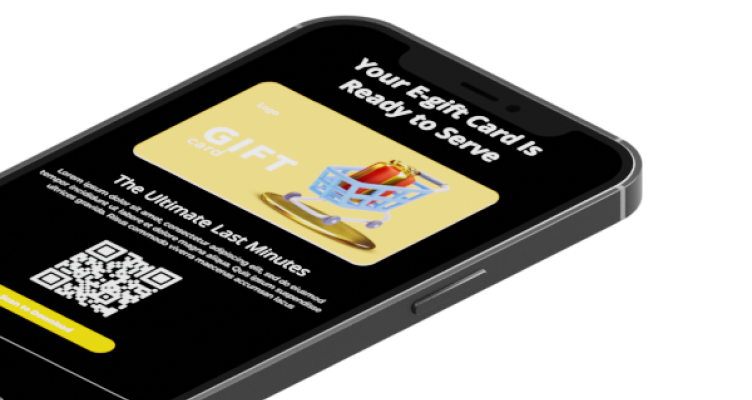 Your E-gift Card Is
Ready to Serve
Logo
GIFT
card
The Ultimate Last Minutes
Lorem ipsum dolor sit amet, consectetur adipiscing elit, sed do eiusmod
tempor incididunt ut labore et dolore magna aliqua. Quis ipsum suspendisse
ultrices gravida. Risus commodo viverra maecenas accumsan lacus
Scan to Download